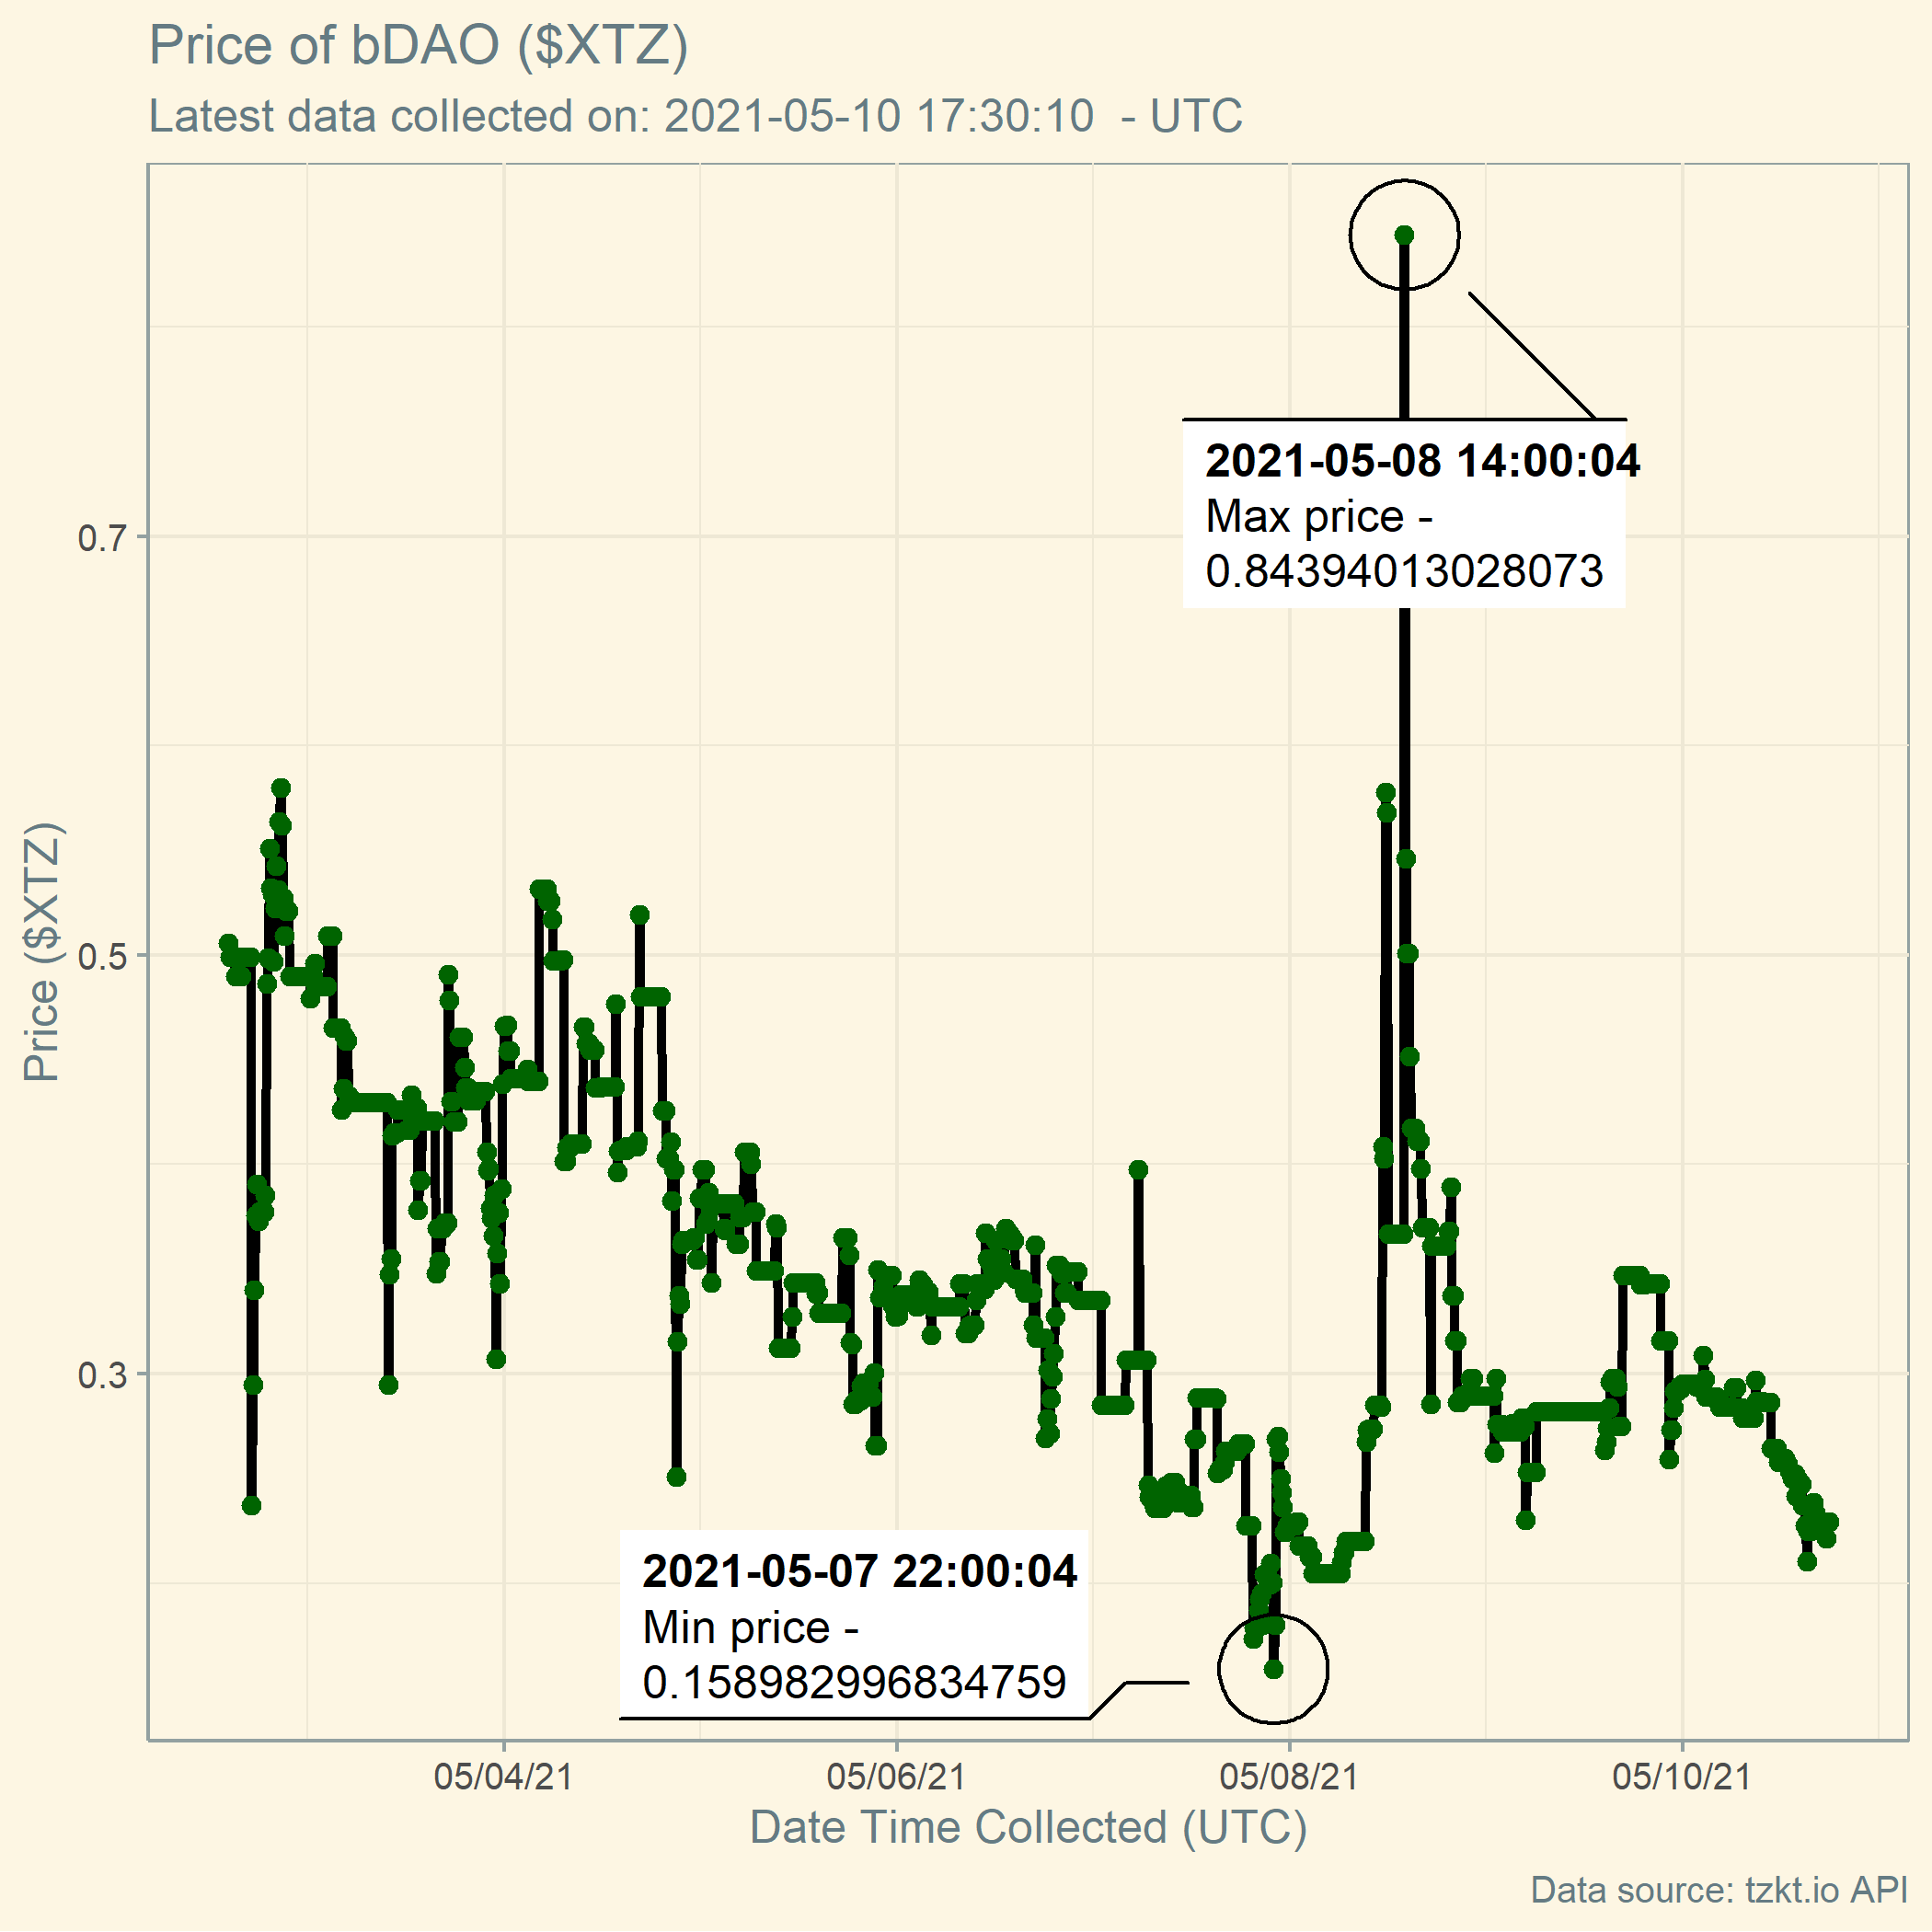 Price of bDAO ($XTZ)
Latest data collected on: 2021-05-10 17:30:10  - UTC
2021-05-08 14:00:04
Max price -
0.84394013028073
0.7
Price ($XTZ)
0.5
0.3
2021-05-07 22:00:04
Min price -
0.158982996834759
05/04/21
05/06/21
05/08/21
05/10/21
Date Time Collected (UTC)
Data source: tzkt.io API